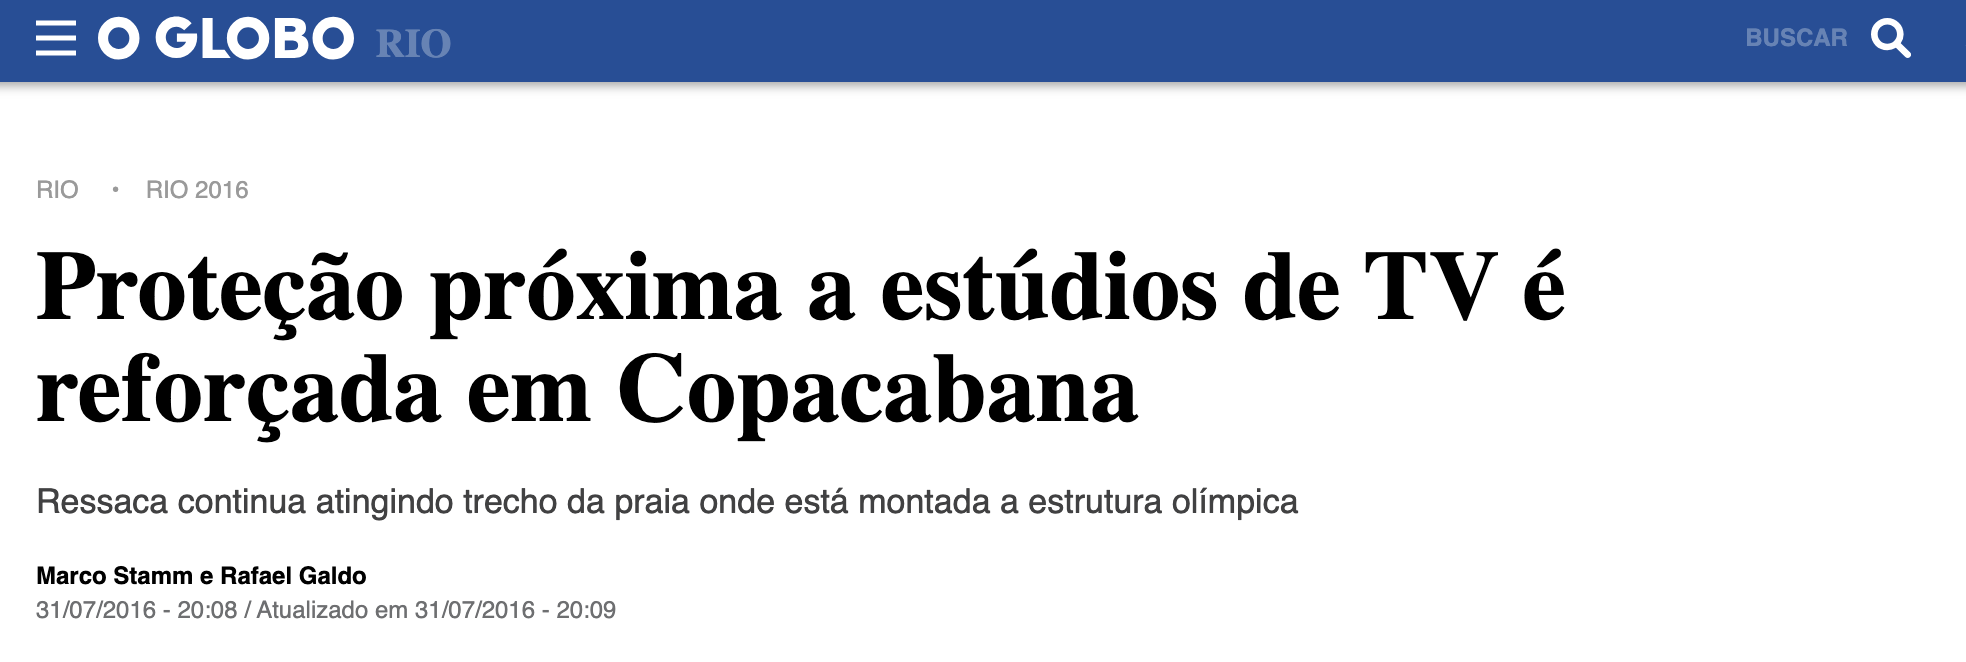 O GLOBO RIO BUSCAR
RIO • RIO 2016
Proteção próxima a estúdios de TV é
reforçada em Copacabana
Ressaca continua atingindo trecho da praia onde está montada a estrutura olímpica
Marco Stamm e Rafael Galdo
31/07/2016 - 20:08 / Atualizado em 31/07/2016 - 20:09